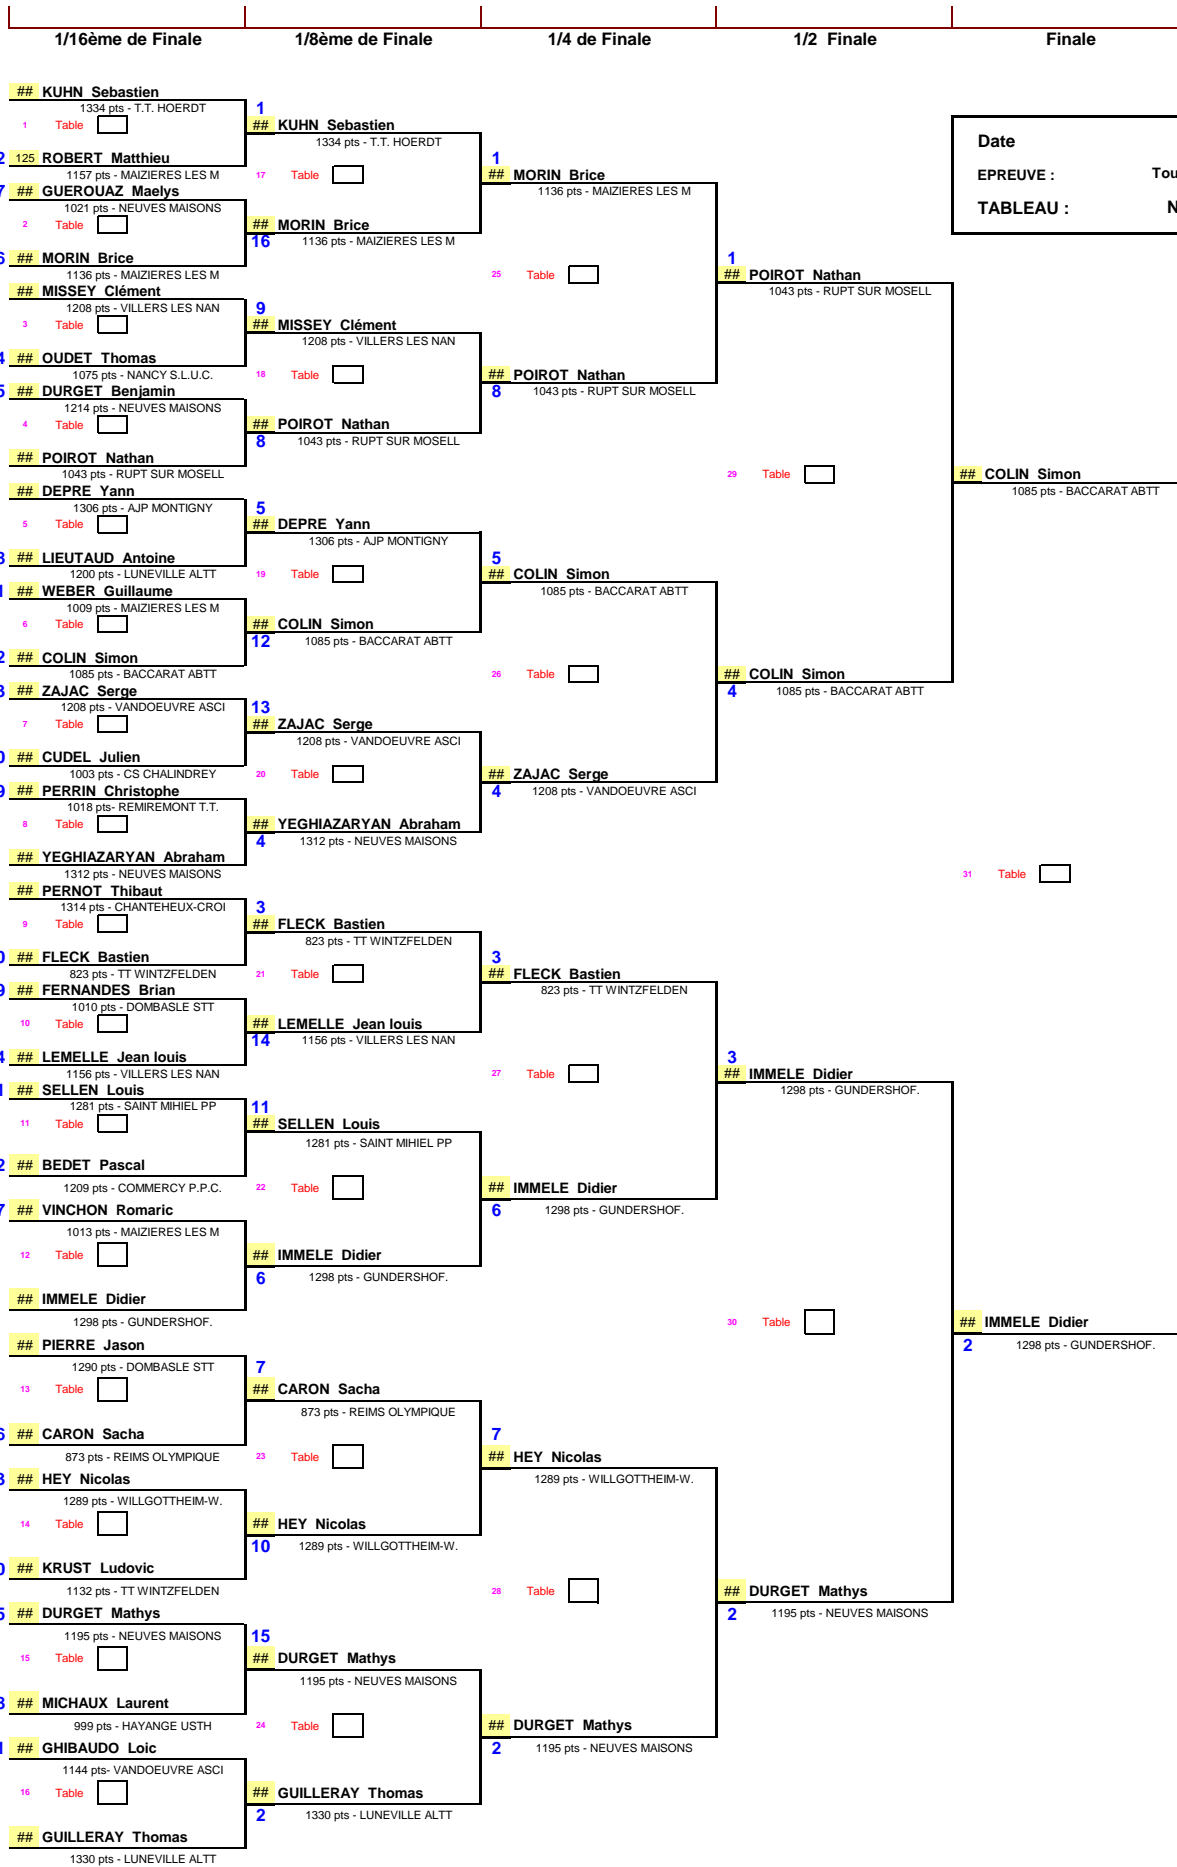 1/16ème de Finale
1/8ème de Finale
1/4 de Finale
1/2 Finale
Finale
Date
EPREUVE : Tou
TABLEAU : N
## KUHN Sebastien
1334 pts - T.T. HOERDT
1 Table
2 125 ROBERT Matthieu
1157 pts - MAIZIERES LES M
7 ## GUEROUAZ Maelys
1021 pts - NEUVES MAISONS
2 Table
6 ## MORIN Brice
1136 pts - MAIZIERES LES M
## MISSEY Clément
1208 pts - VILLERS LES NAN
3 Table
4 ## OUDET Thomas
1075 pts - NANCY S.L.U.C.
5 ## DURGET Benjamin
1214 pts - NEUVES MAISONS
4 Table
## POIROT Nathan
1043 pts - RUPT SUR MOSELL
## DEPRE Yann
1306 pts - AJP MONTIGNY
5 Table
3 ## LIEUTAUD Antoine
1200 pts - LUNEVILLE ALTT
1 ## WEBER Guillaume
1009 pts - MAIZIERES LES M
6 Table
2 ## COLIN Simon
1085 pts - BACCARAT ABTT
3 ## ZAJAC Serge
1208 pts - VANDOEUVRE ASCI
7 Table
0 ## CUDEL Julien
1003 pts - CS CHALINDREY
9 ## PERRIN Christophe
1018 pts- REMIREMONT T.T.
8 Table
## YEGHIAZARYAN Abraham
1312 pts - NEUVES MAISONS
## PERNOT Thibaut
1314 pts - CHANTEHEUX-CROI
9 Table
0 ## FLECK Bastien
823 pts - TT WINTZFELDEN
9 ## FERNANDES Brian
1010 pts - DOMBASLE STT
10 Table
4 ## LEMELLE Jean louis
1156 pts - VILLERS LES NAN
1 ## SELLEN Louis
1281 pts - SAINT MIHIEL PP
11 Table
2 ## BEDET Pascal
1209 pts - COMMERCY P.P.C.
7 ## VINCHON Romaric
1013 pts - MAIZIERES LES M
12 Table
## IMMELE Didier
1298 pts - GUNDERSHOF.
## PIERRE Jason
1290 pts - DOMBASLE STT
13 Table
6 ## CARON Sacha
873 pts - REIMS OLYMPIQUE
3 ## HEY Nicolas
1289 pts - WILLGOTTHEIM-W.
14 Table
0 ## KRUST Ludovic
1132 pts - TT WINTZFELDEN
5 ## DURGET Mathys
1195 pts - NEUVES MAISONS
15 Table
8 ## MICHAUX Laurent
999 pts - HAYANGE USTH
1 ## GHIBAUDO Loic
1144 pts- VANDOEUVRE ASCI
16 Table
## GUILLERAY Thomas
1330 pts - LUNEVILLE ALTT
1
## KUHN Sebastien
1334 pts - T.T. HOERDT
17 Table
## MORIN Brice
16 1136 pts - MAIZIERES LES M
9
## MISSEY Clément
1208 pts - VILLERS LES NAN
18 Table
## POIROT Nathan
8 1043 pts - RUPT SUR MOSELL
5
## DEPRE Yann
1306 pts - AJP MONTIGNY
19 Table
## COLIN Simon
12 1085 pts - BACCARAT ABTT
13
## ZAJAC Serge
1208 pts - VANDOEUVRE ASCI
20 Table
## YEGHIAZARYAN Abraham
4 1312 pts - NEUVES MAISONS
3
## FLECK Bastien
823 pts - TT WINTZFELDEN
21 Table
## LEMELLE Jean louis
14 1156 pts - VILLERS LES NAN
11
## SELLEN Louis
1281 pts - SAINT MIHIEL PP
22 Table
## IMMELE Didier
6 1298 pts - GUNDERSHOF.
7
## CARON Sacha
873 pts - REIMS OLYMPIQUE
23 Table
## HEY Nicolas
10 1289 pts - WILLGOTTHEIM-W.
15
## DURGET Mathys
1195 pts - NEUVES MAISONS
24 Table
## GUILLERAY Thomas
2 1330 pts - LUNEVILLE ALTT
1
## MORIN Brice
1136 pts - MAIZIERES LES M
25 Table
## POIROT Nathan
8 1043 pts - RUPT SUR MOSELL
5
## COLIN Simon
1085 pts - BACCARAT ABTT
26 Table
## ZAJAC Serge
4 1208 pts - VANDOEUVRE ASCI
3
## FLECK Bastien
823 pts - TT WINTZFELDEN
27 Table
## IMMELE Didier
6 1298 pts - GUNDERSHOF.
7
## HEY Nicolas
1289 pts - WILLGOTTHEIM-W.
28 Table
## DURGET Mathys
2 1195 pts - NEUVES MAISONS
1
## POIROT Nathan
1043 pts - RUPT SUR MOSELL
29 Table
## COLIN Simon
4 1085 pts - BACCARAT ABTT
3
## IMMELE Didier
1298 pts - GUNDERSHOF.
30 Table
## DURGET Mathys
2 1195 pts - NEUVES MAISONS
## COLIN Simon
1085 pts - BACCARAT ABTT
31 Table
## IMMELE Didier
2 1298 pts - GUNDERSHOF.